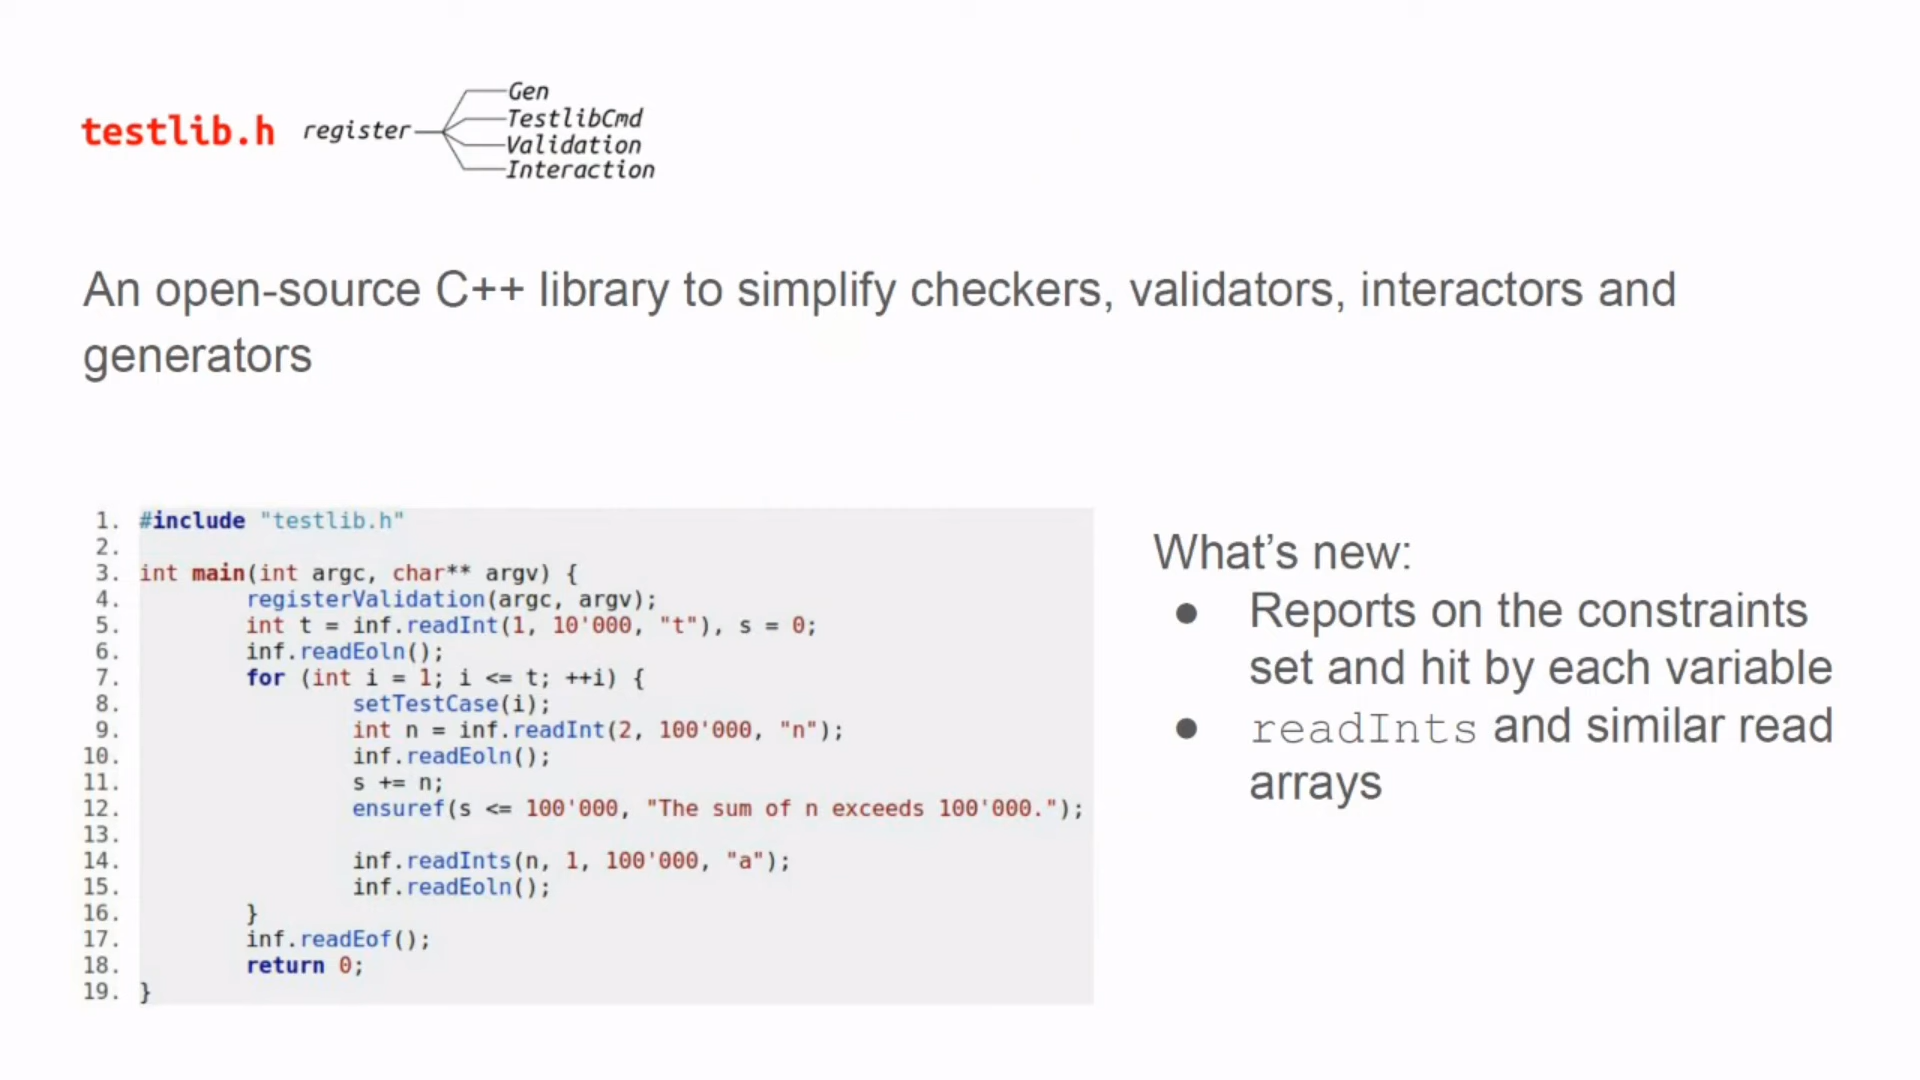 testlib.h register
Gen
TestlibCmd
Validation
Interaction
An open-source C++ library to simplify checkers, validators, interactors and
generators
1. #include "testlib.h"
2.
3. int main(int argc, char** argv) {
4. registerValidation(argc, argv);
5. int t = inf.readInt(1, 10'000, "t"), s = 0;
6. inf.readEoln();
7. for (int i = 1; i <= t; ++i) {
8. setTestCase(i);
9. int n = inf.readInt(2, 100'000, "n");
10. inf.readEoln();
11. s += n;
12. ensuref(s <= 100'000, "The sum of n exceeds 100'000.");
13.
14. inf.readInts(n, 1, 100'000, "a");
15. inf.readEoln();
16. }
17. inf.readEof();
18. return 0;
19. }
What’s new:
● Reports on the constraints
set and hit by each variable
● readInts and similar read
arrays